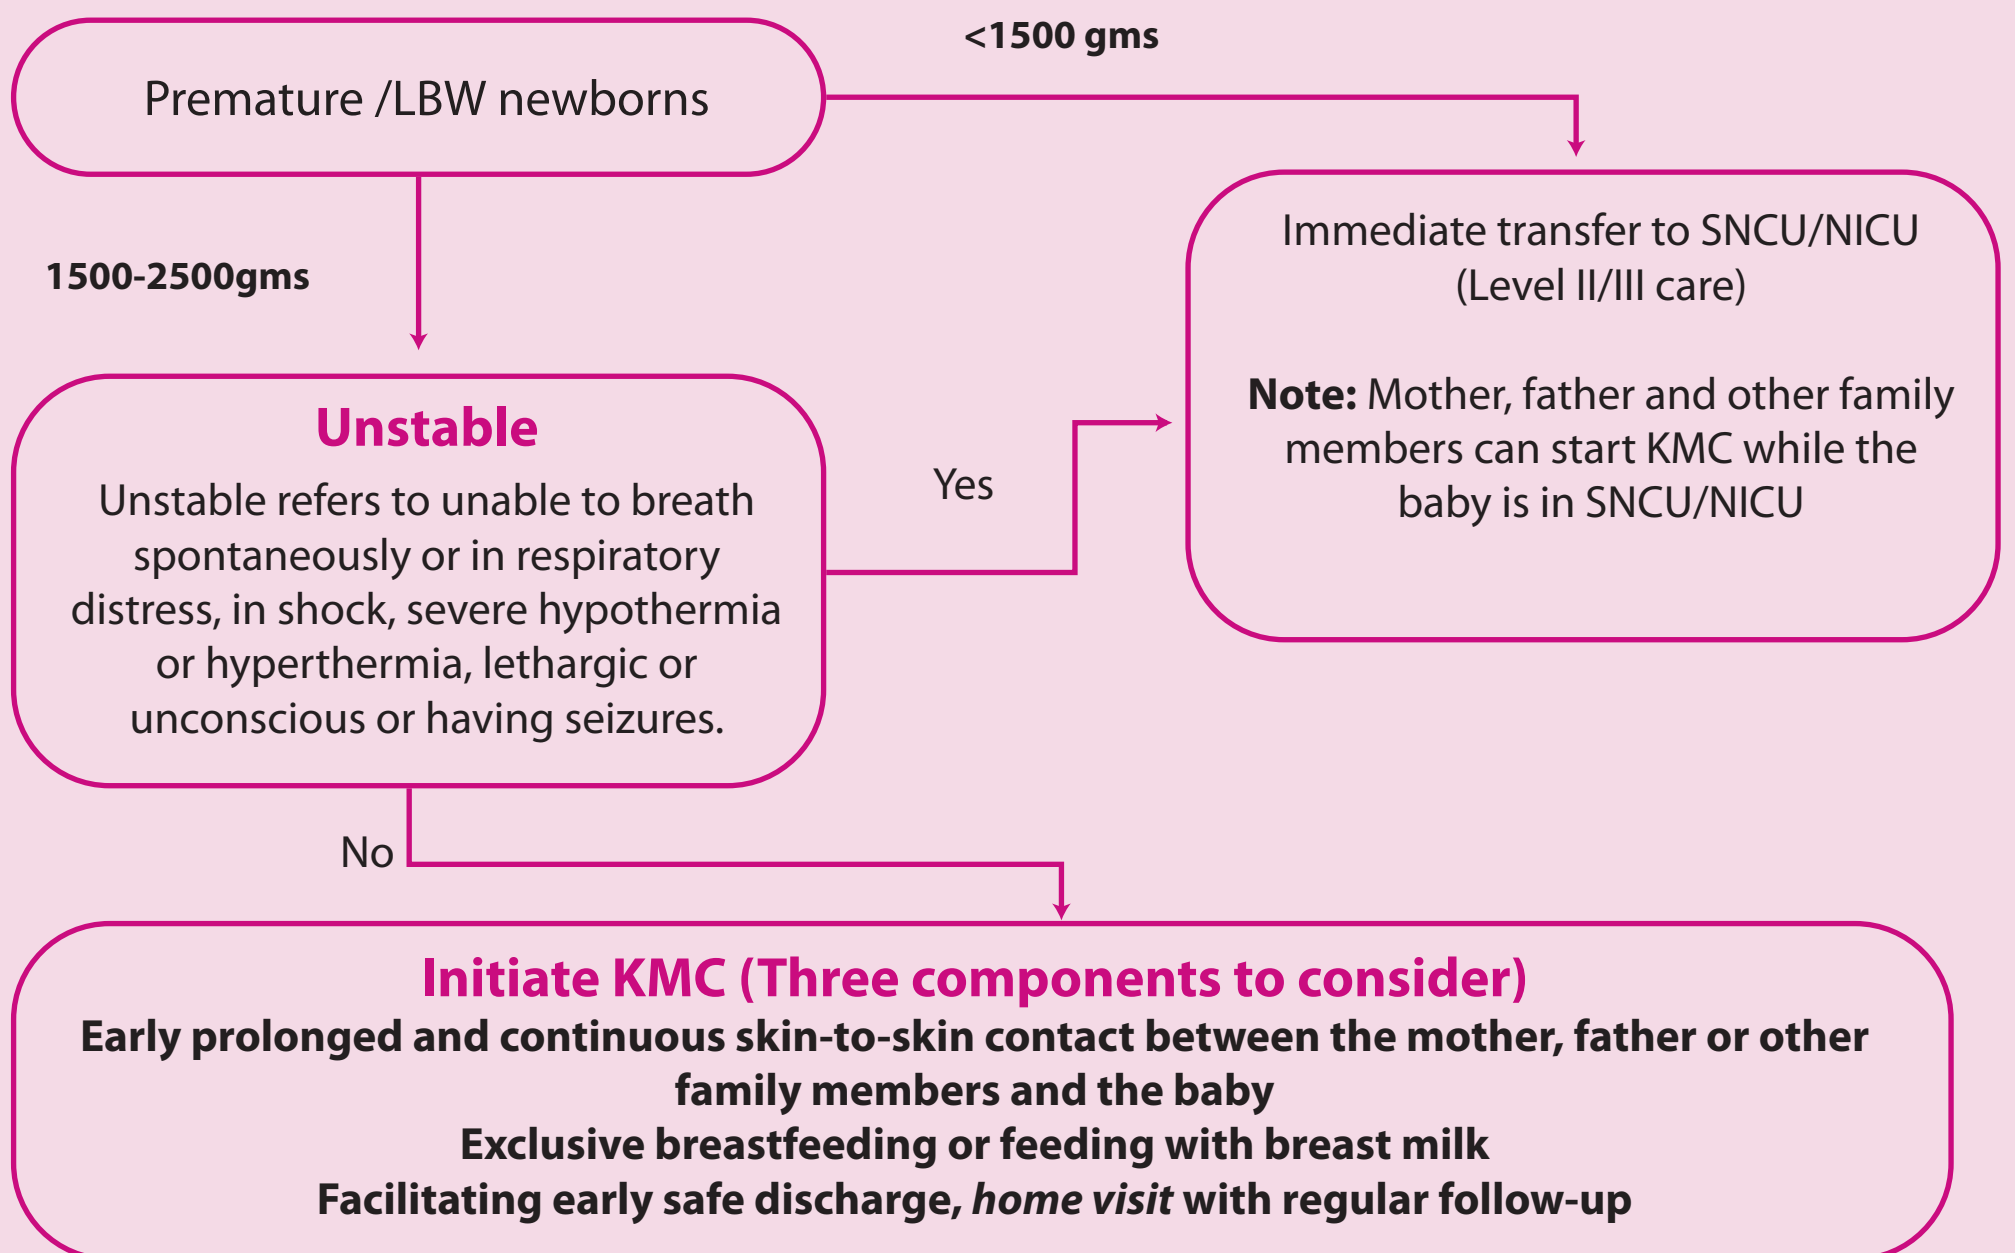 <1500 gms
Premature /LBW newborns
1500-2500gms
Immediate transfer to SNCU/NICU
(Level II/III care)
Note: Mother, father and other family
members can start KMC while the
baby is in SNCU/NICU
Unstable
Unstable refers to unable to breath
spontaneously or in respiratory
distress, in shock, severe hypothermia
or hyperthermia, lethargic or
unconscious or having seizures.
Yes
No
Initiate KMC (Three components to consider)
Early prolonged and continuous skin-to-skin contact between the mother, father or other
family members and the baby
Exclusive breastfeeding or feeding with breast milk
Facilitating early safe discharge, home visit with regular follow-up